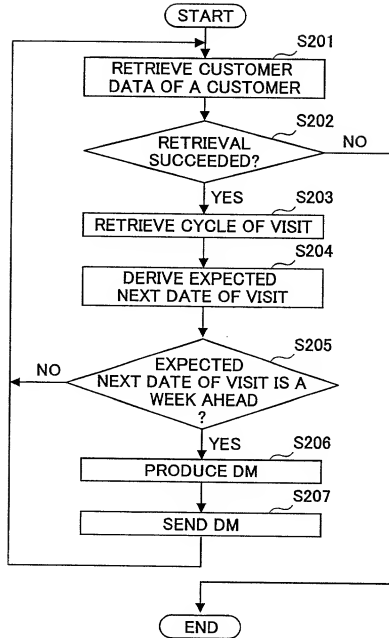 START
S201
RETRIEVE CUSTOMER
DATA OF A CUSTOMER
S202
RETRIEVAL
SUCCEEDED?
NO
YES
S203
RETRIEVE CYCLE OF VISIT
S204
DERIVE EXPECTED
NEXT DATE OF VISIT
S205
EXPECTED
NEXT DATE OF VISIT IS A
WEEK AHEAD
?
NO
YES
S206
PRODUCE DM
S207
SEND DM
END